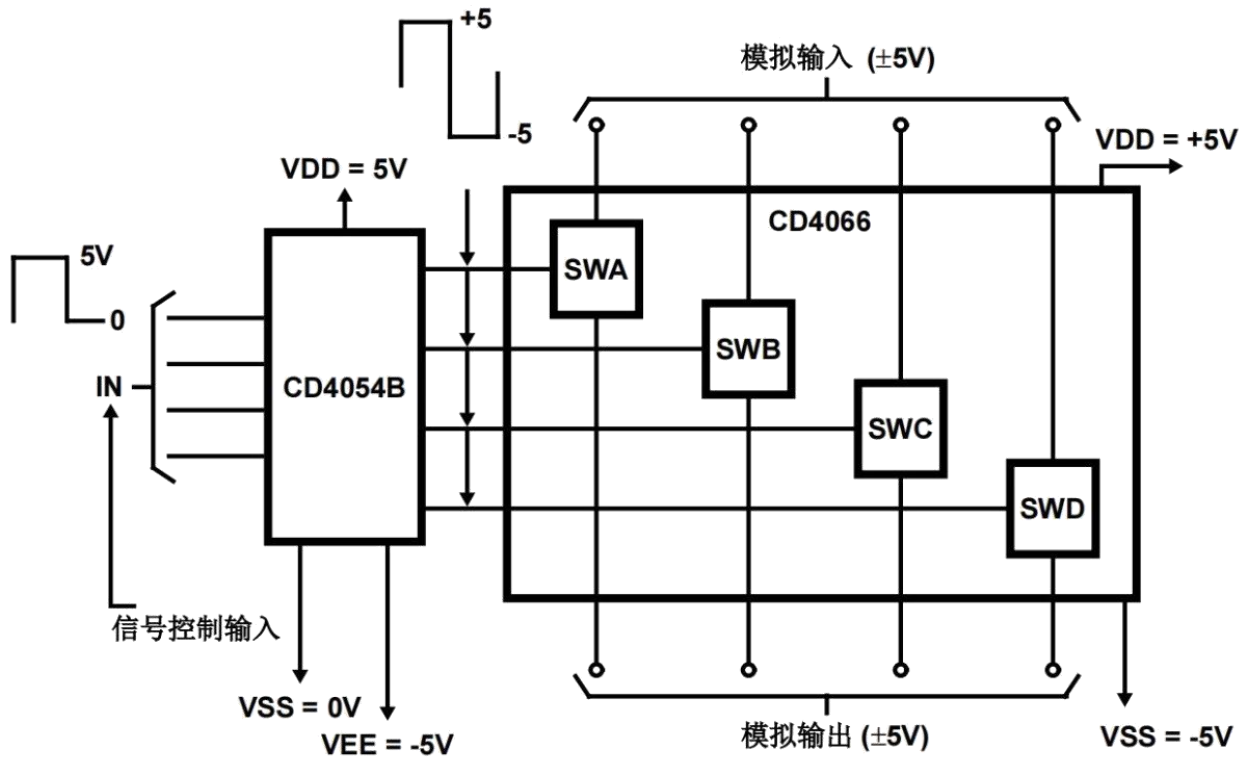 +5
-5
模拟输入 (±5V)
VDD = +5V
VDD = 5V
CD4066
5V
0
SWA
SWB
IN
CD4054B
SWC
SWD
信号控制输入
VSS = 0V
VEE = -5V
模拟输出 (±5V)
VSS = -5V